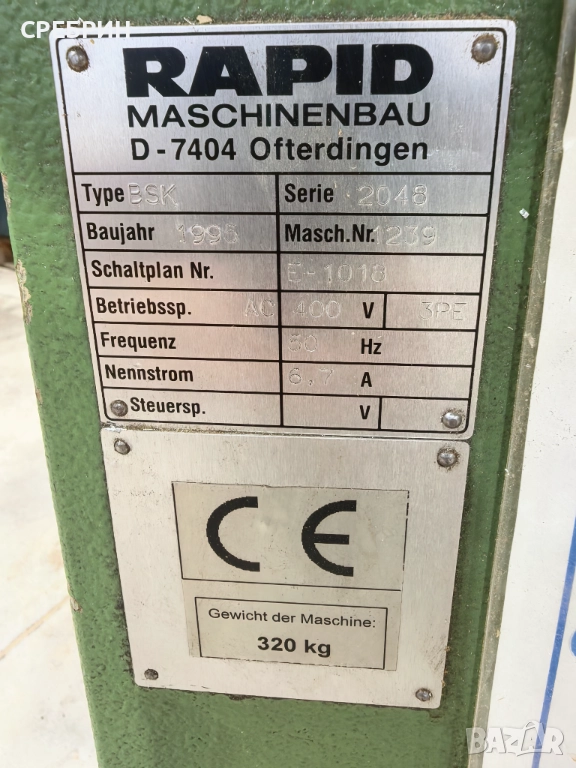 СРЕБРИН
RAPID
MASCHINENBAU
D-7404 Ofterdingen
Type BSK Serie 2048
Baujahr 1995 Masch.Nr. 1239
Schaltplan Nr. E-1018
Betriebssp. AC 400 V 3PE
Frequenz 50 Hz
Nennstrom 6,7 A
Steuersp. V
CE
Gewicht der Maschine:
320 kg
BAZAR